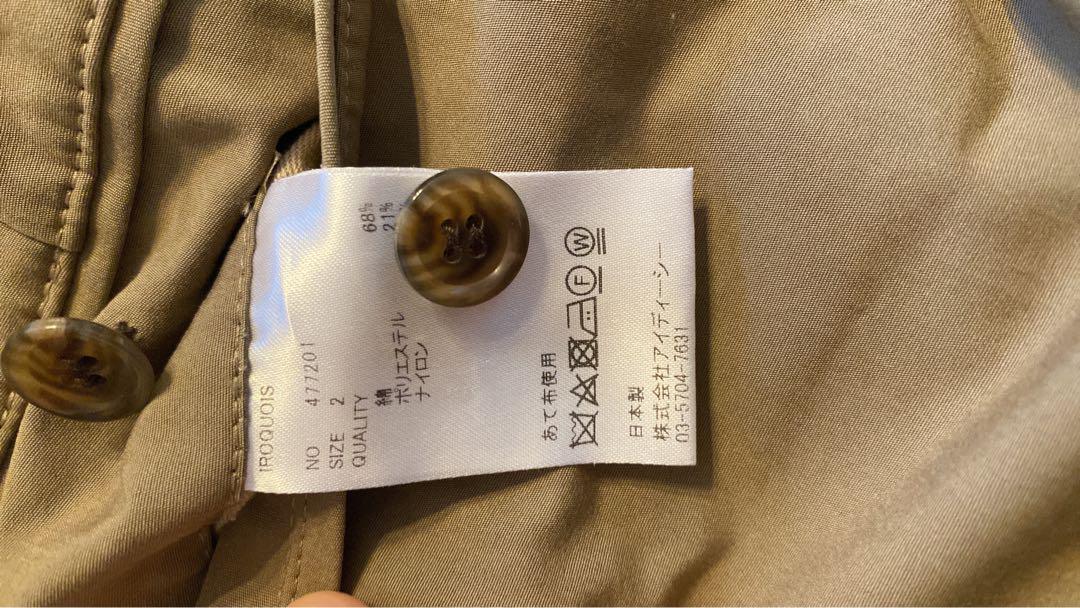 IROQUOIS
NO 477201
SIZE 2
QUALITY
綿 68%
ポリエステル 21%
ナイロン
あて布使用
F W
日本製
株式会社アイディーシー
03-5704-7631